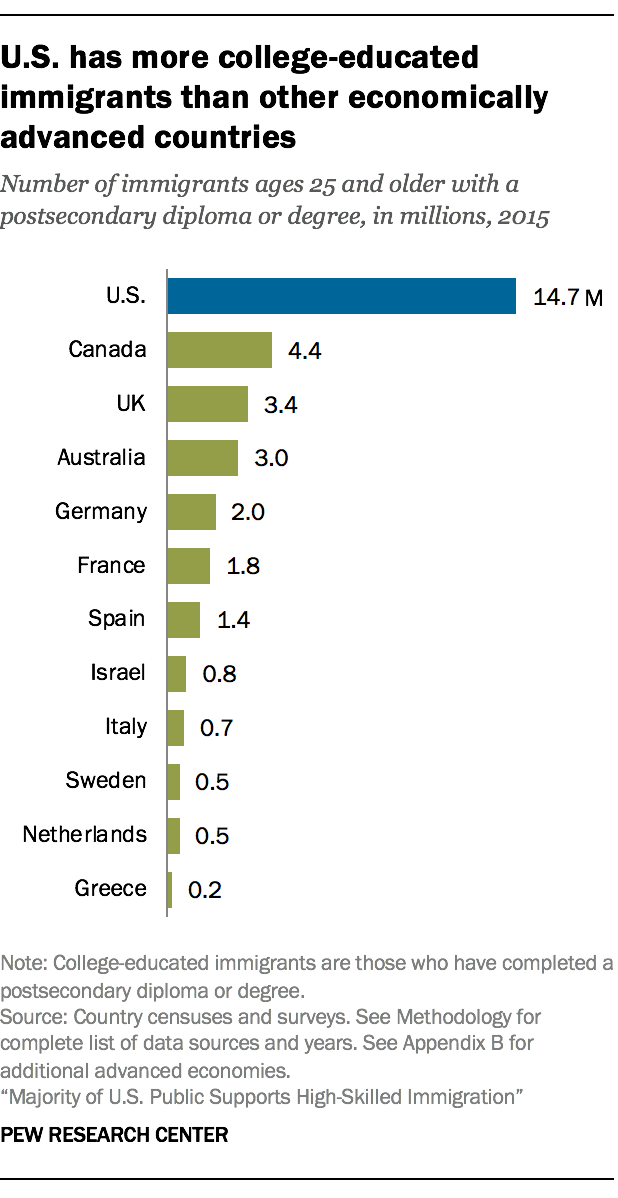 U.S. has more college-educated
immigrants than other economically
advanced countries
Number of immigrants ages 25 and older with a
postsecondary diploma or degree, in millions, 2015
U.S. 14.7 M
Canada 4.4
UK 3.4
Australia 3.0
Germany 2.0
France 1.8
Spain 1.4
Israel 0.8
Italy 0.7
Sweden 0.5
Netherlands 0.5
Greece 0.2
Note: College-educated immigrants are those who have completed a
postsecondary diploma or degree.
Source: Country censuses and surveys. See Methodology for
complete list of data sources and years. See Appendix B for
additional advanced economies.
“Majority of U.S. Public Supports High-Skilled Immigration”
PEW RESEARCH CENTER